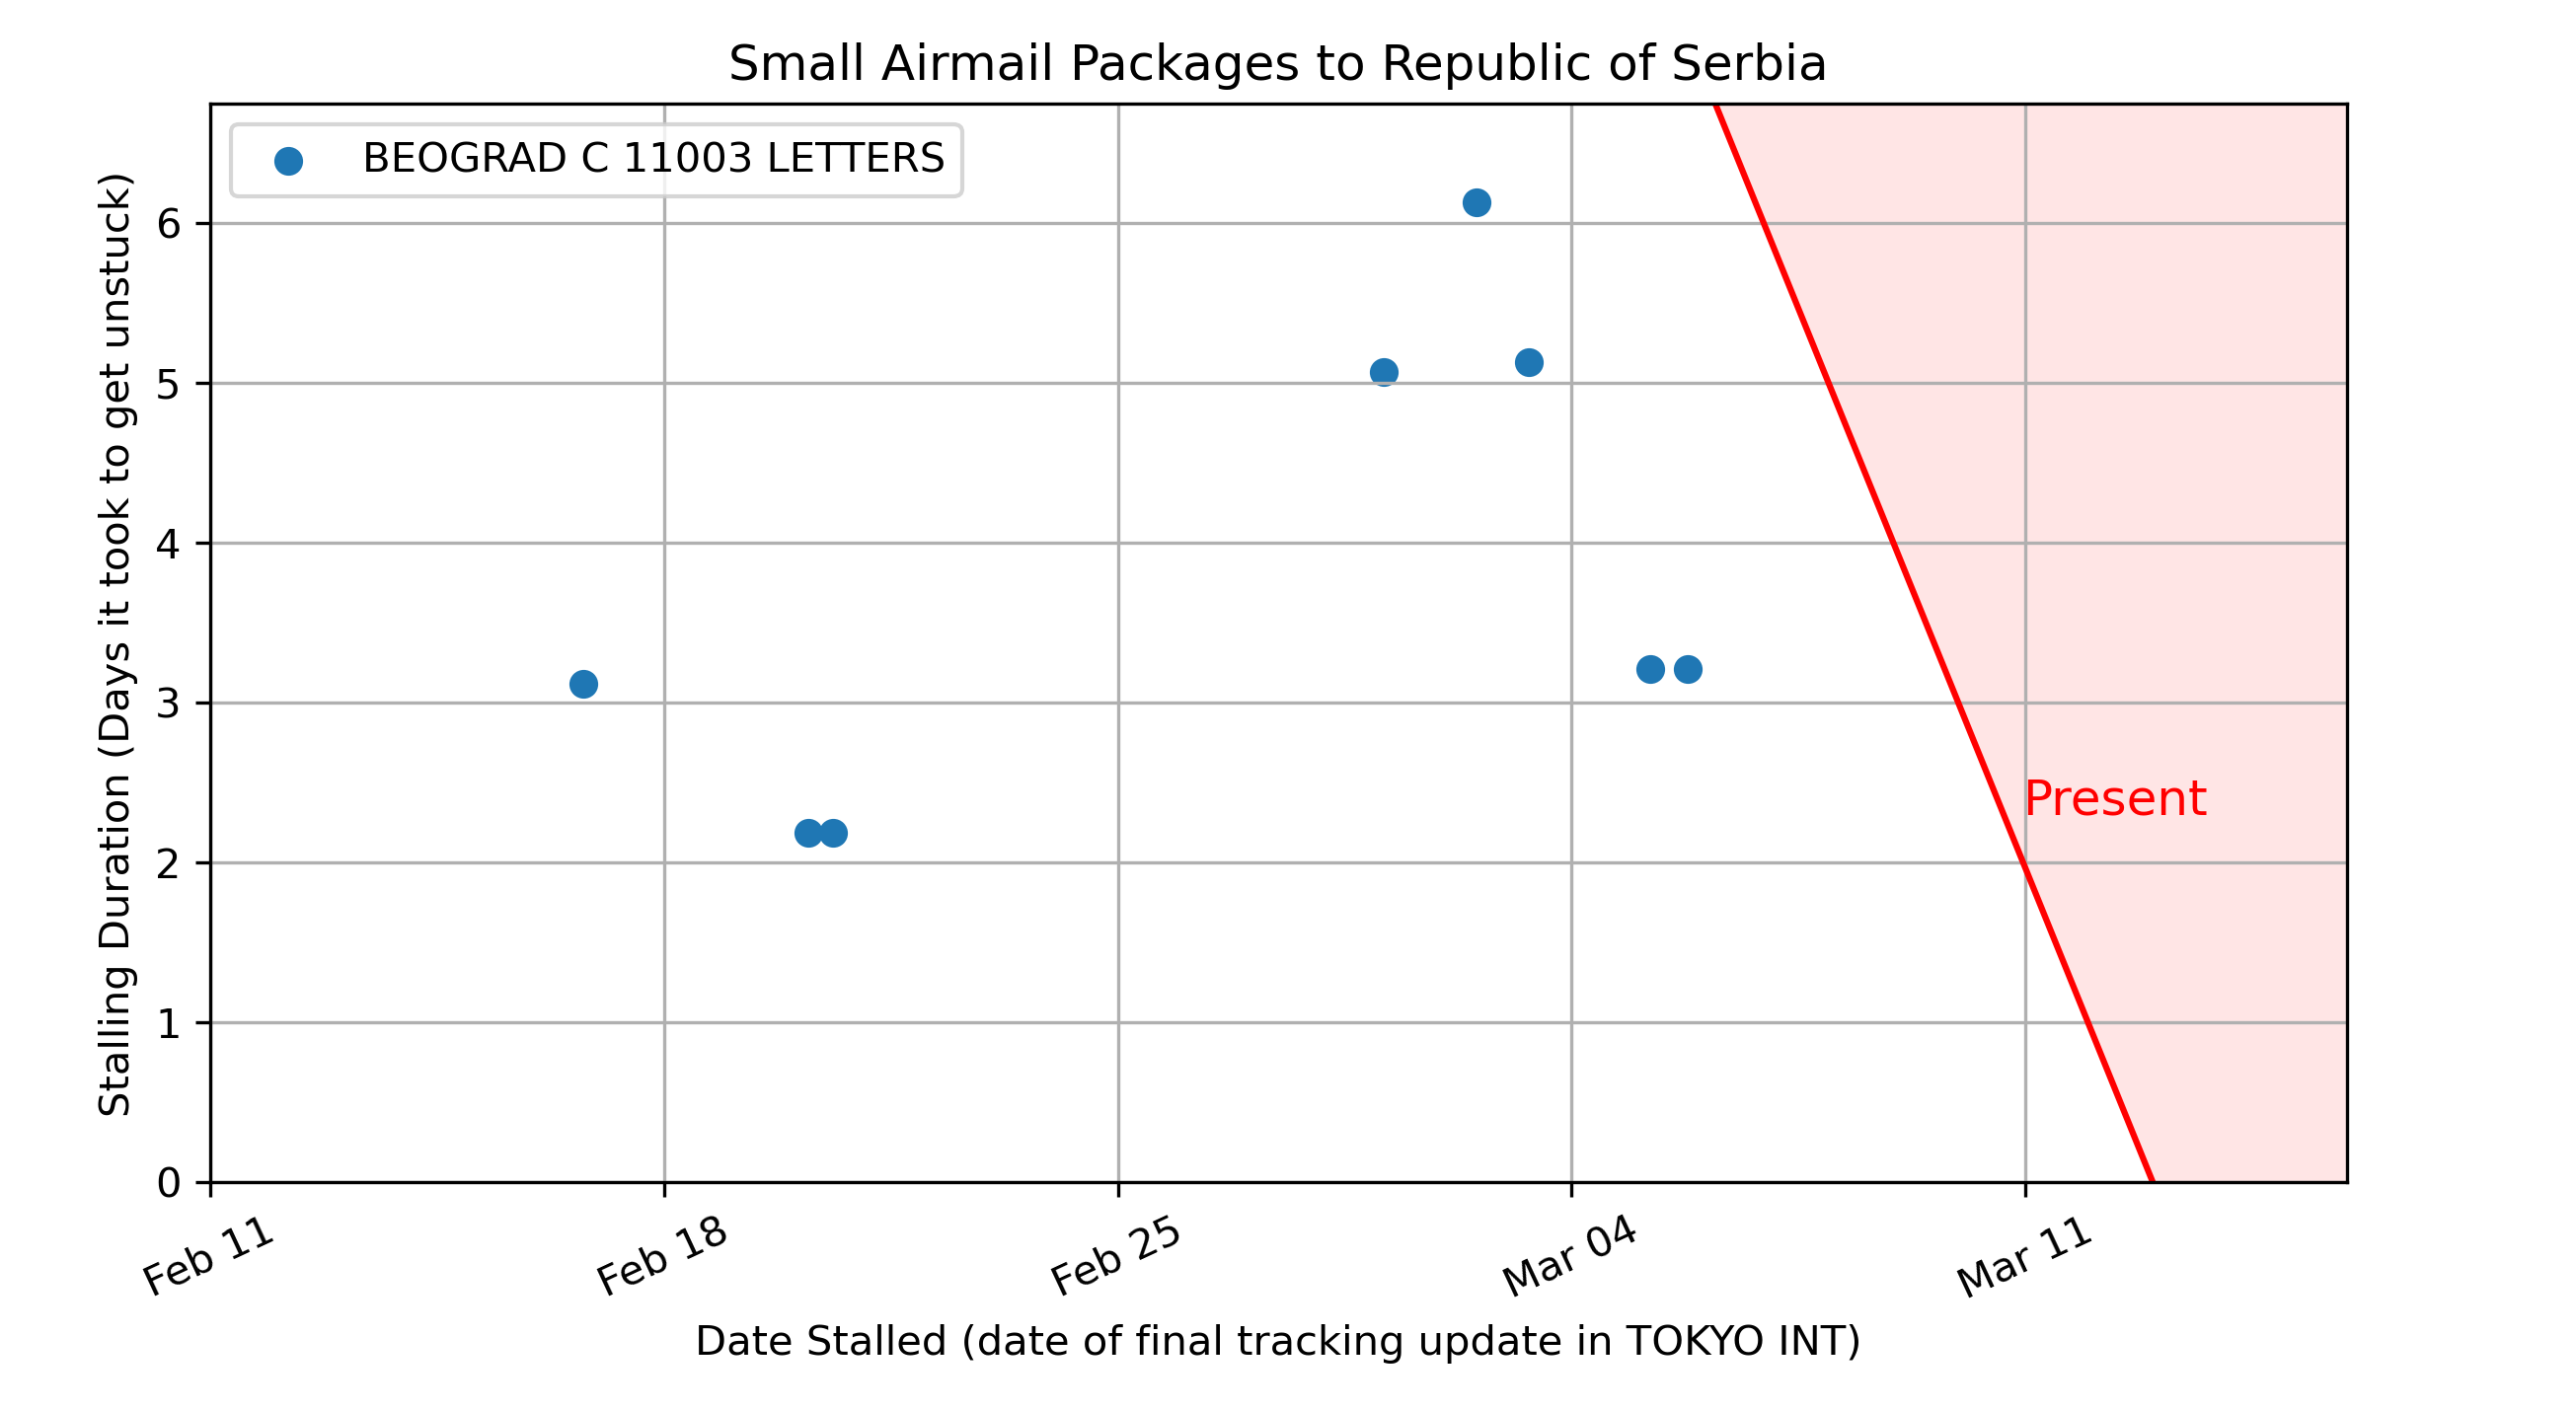 Small Airmail Packages to Republic of Serbia
BEOGRAD C 11003 LETTERS
Stalling Duration (Days it took to get unstuck)
6
5
4
3
2
1
0
Present
Feb 11
Feb 18
Feb 25
Mar 04
Mar 11
Date Stalled (date of final tracking update in TOKYO INT)